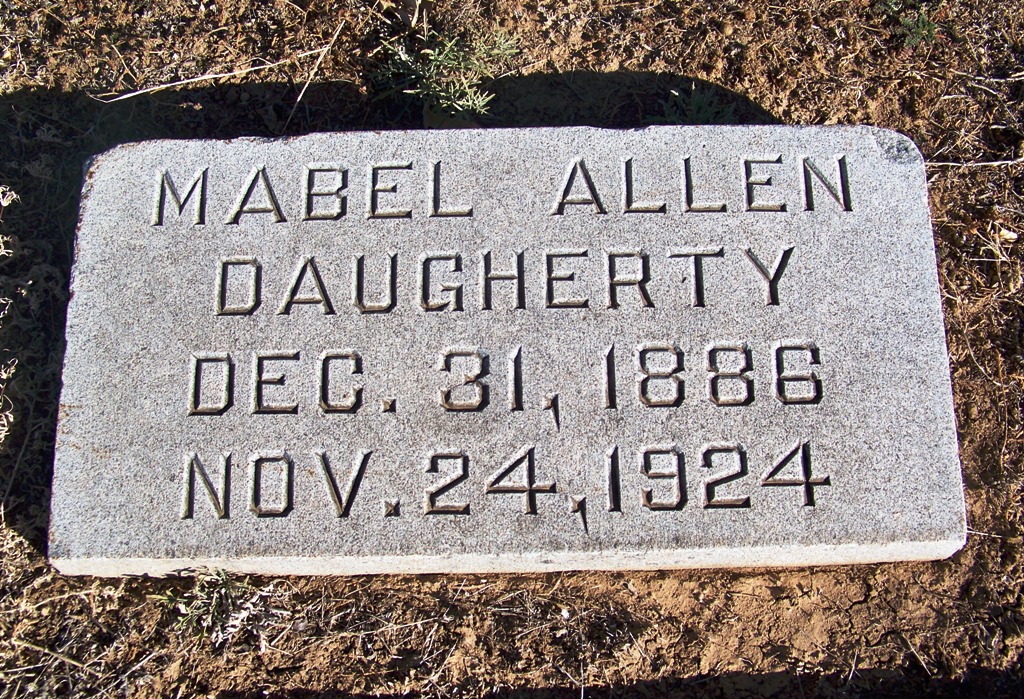 MABEL ALLEN
DAUGHERTY
DEC. 31, 1886
NOV. 24, 1924